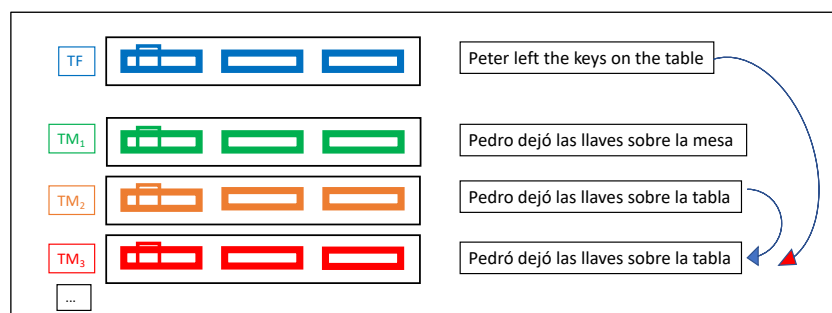 TF Peter left the keys on the table
TM₁ Pedro dejó las llaves sobre la mesa
TM₂ Pedro dejó las llaves sobre la tabla
TM₃ Pedró dejó las llaves sobre la tabla
...